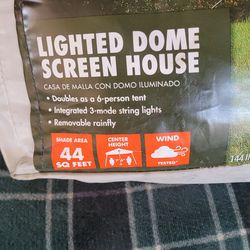 LIGHTED DOME
SCREEN HOUSE
CASA DE MALLA CON DOMO ILUMINADO
• Doubles as a 6-person tent
• Integrated 3-mode string lights
• Removable rainfly
SHADE AREA
44
SQ FEET
CENTER
HEIGHT
WIND
TESTED*
144 I